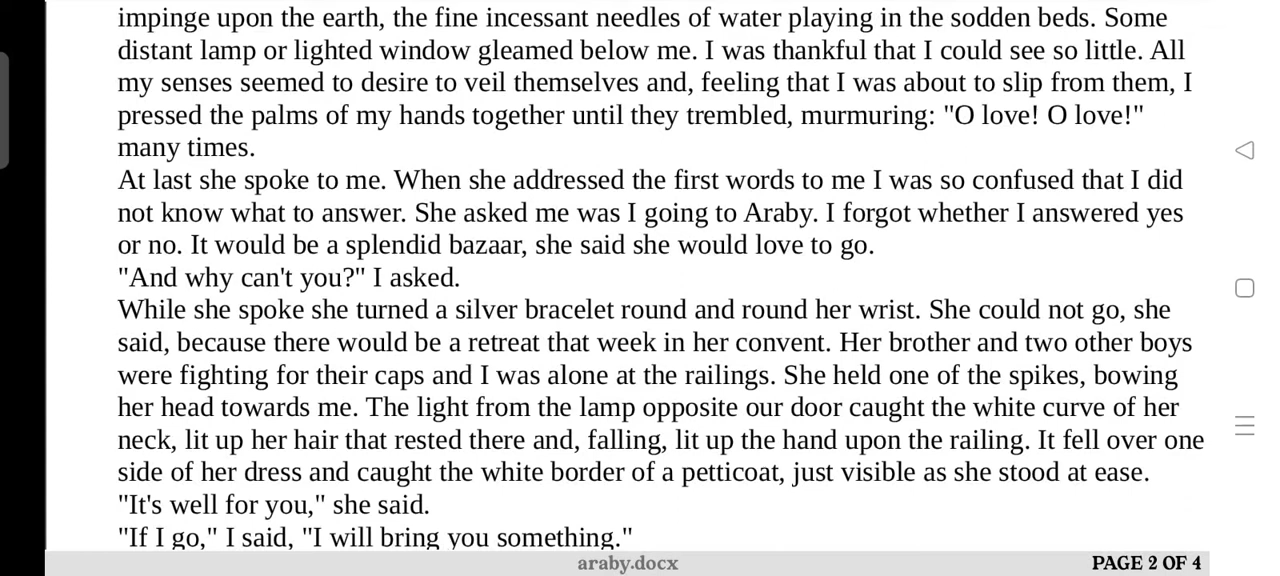 impinge upon the earth, the fine incessant needles of water playing in the sodden beds. Some
distant lamp or lighted window gleamed below me. I was thankful that I could see so little. All
my senses seemed to desire to veil themselves and, feeling that I was about to slip from them, I
pressed the palms of my hands together until they trembled, murmuring: "O love! O love!"
many times.
At last she spoke to me. When she addressed the first words to me I was so confused that I did
not know what to answer. She asked me was I going to Araby. I forgot whether I answered yes
or no. It would be a splendid bazaar, she said she would love to go.
"And why can't you?" I asked.
While she spoke she turned a silver bracelet round and round her wrist. She could not go, she
said, because there would be a retreat that week in her convent. Her brother and two other boys
were fighting for their caps and I was alone at the railings. She held one of the spikes, bowing
her head towards me. The light from the lamp opposite our door caught the white curve of her
neck, lit up her hair that rested there and, falling, lit up the hand upon the railing. It fell over one
side of her dress and caught the white border of a petticoat, just visible as she stood at ease.
"It's well for you," she said.
"If I go," I said, "I will bring you something."
araby.docx
PAGE 2 OF 4